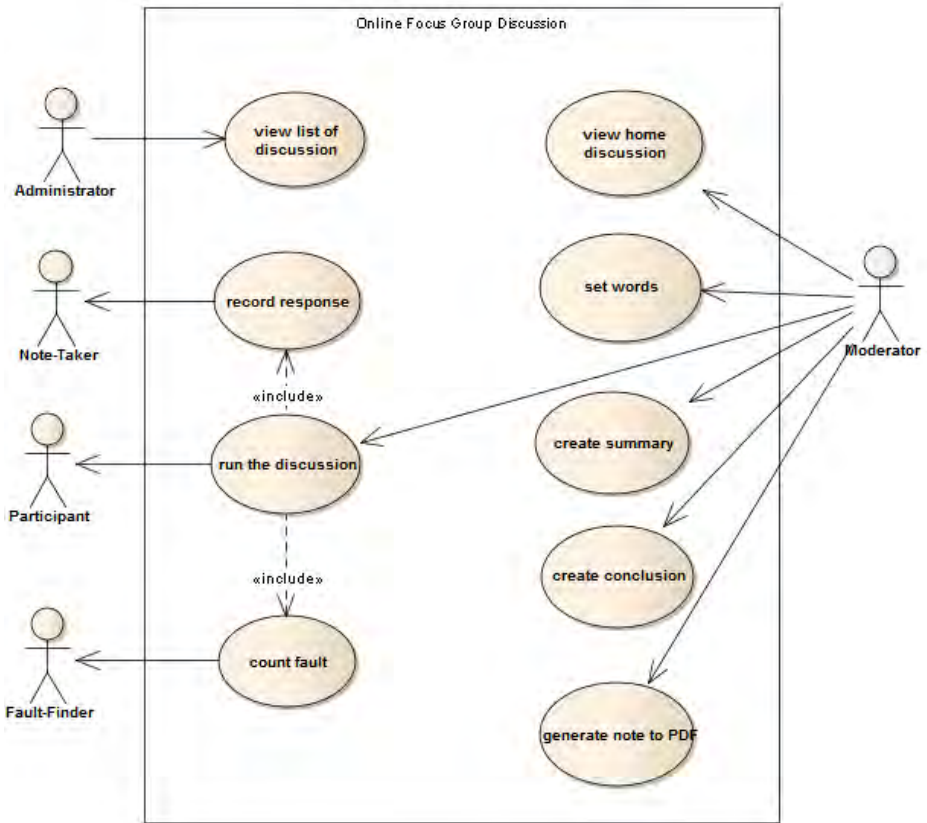 Online Focus Group Discussion
view list of
discussion
view home
discussion
Administrator
record response
set words
Note-Taker
Moderator
«include»
run the discussion
create summary
Participant
«include»
create conclusion
count fault
Fault-Finder
generate note to PDF